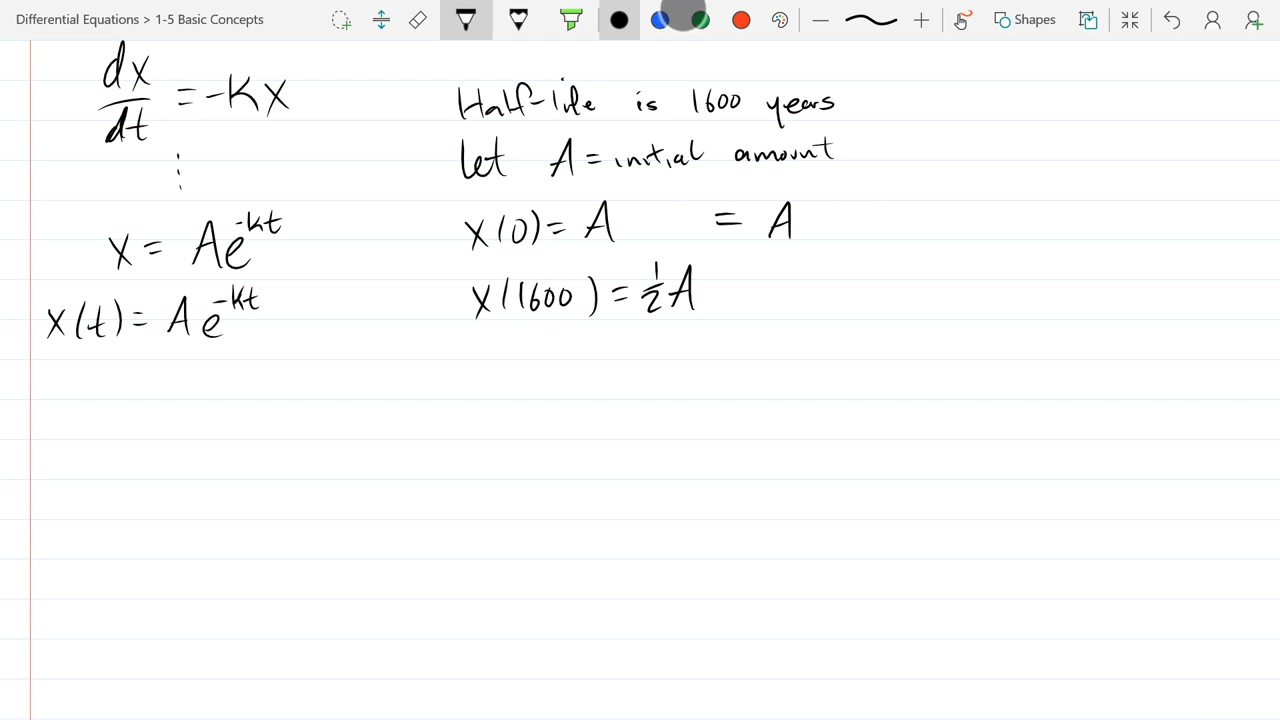 Differential Equations > 1-5 Basic Concepts
Shapes
dx/dt = -Kx
⋮
x = Ae^{-kt}
x(t) = Ae^{-kt}
Half-life is 1600 years
let A = initial amount
x(0) = A = A
x(1600) = 1/2 A